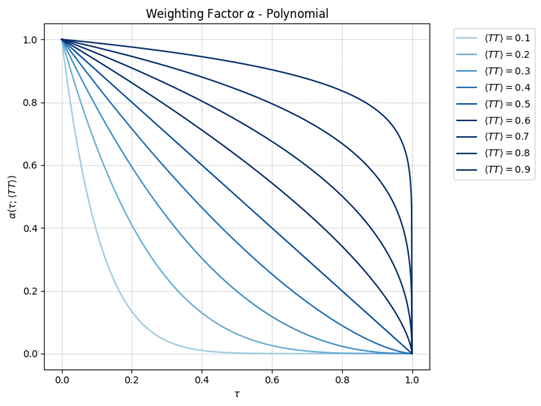 Weighting Factor α - Polynomial
1.0
0.8
0.6
0.4
0.2
0.0
α(τ; ⟨TT⟩)
0.0 0.2 0.4 0.6 0.8 1.0
τ
⟨TT⟩ = 0.1
⟨TT⟩ = 0.2
⟨TT⟩ = 0.3
⟨TT⟩ = 0.4
⟨TT⟩ = 0.5
⟨TT⟩ = 0.6
⟨TT⟩ = 0.7
⟨TT⟩ = 0.8
⟨TT⟩ = 0.9